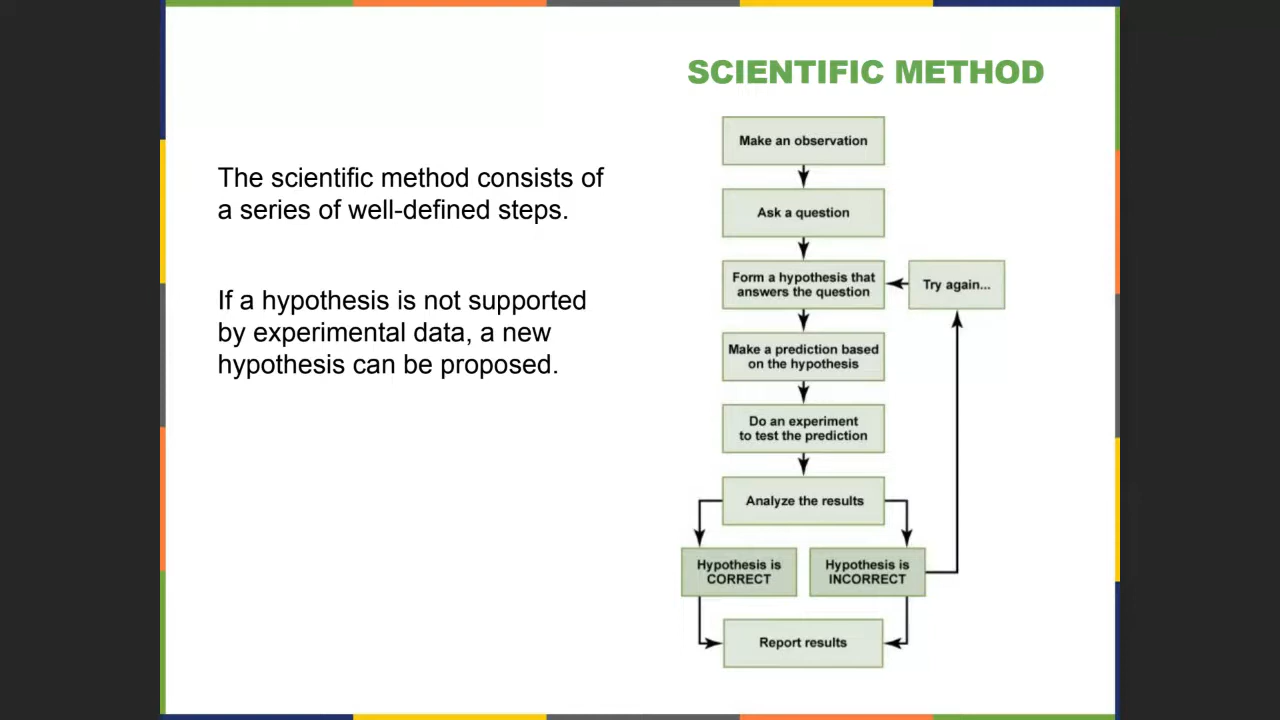 SCIENTIFIC METHOD
The scientific method consists of
a series of well-defined steps.
If a hypothesis is not supported
by experimental data, a new
hypothesis can be proposed.
Make an observation
Ask a question
Form a hypothesis that
answers the question
Try again...
Make a prediction based
on the hypothesis
Do an experiment
to test the prediction
Analyze the results
Hypothesis is
CORRECT
Hypothesis is
INCORRECT
Report results